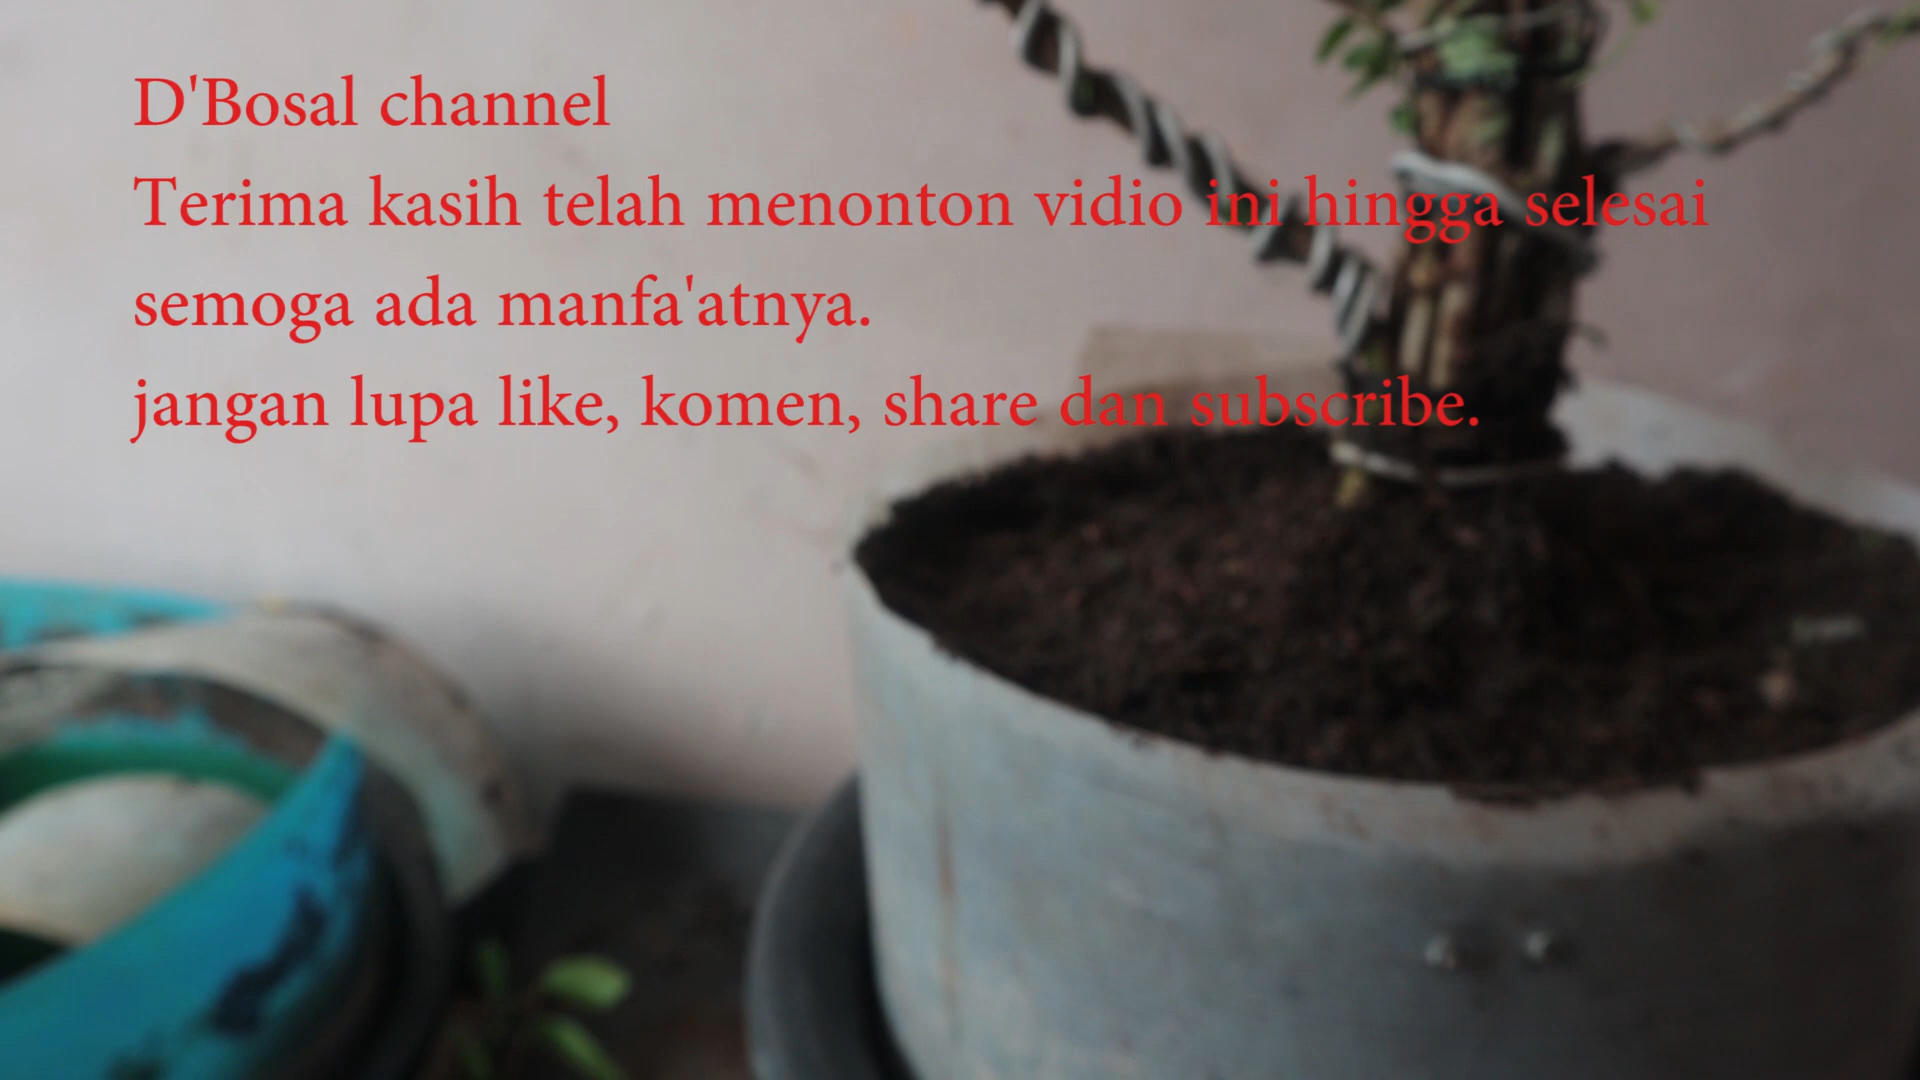 D'Bosal channel
Terima kasih telah menonton vidio ini hingga selesai
semoga ada manfa'atnya.
jangan lupa like, komen, share dan subscribe.